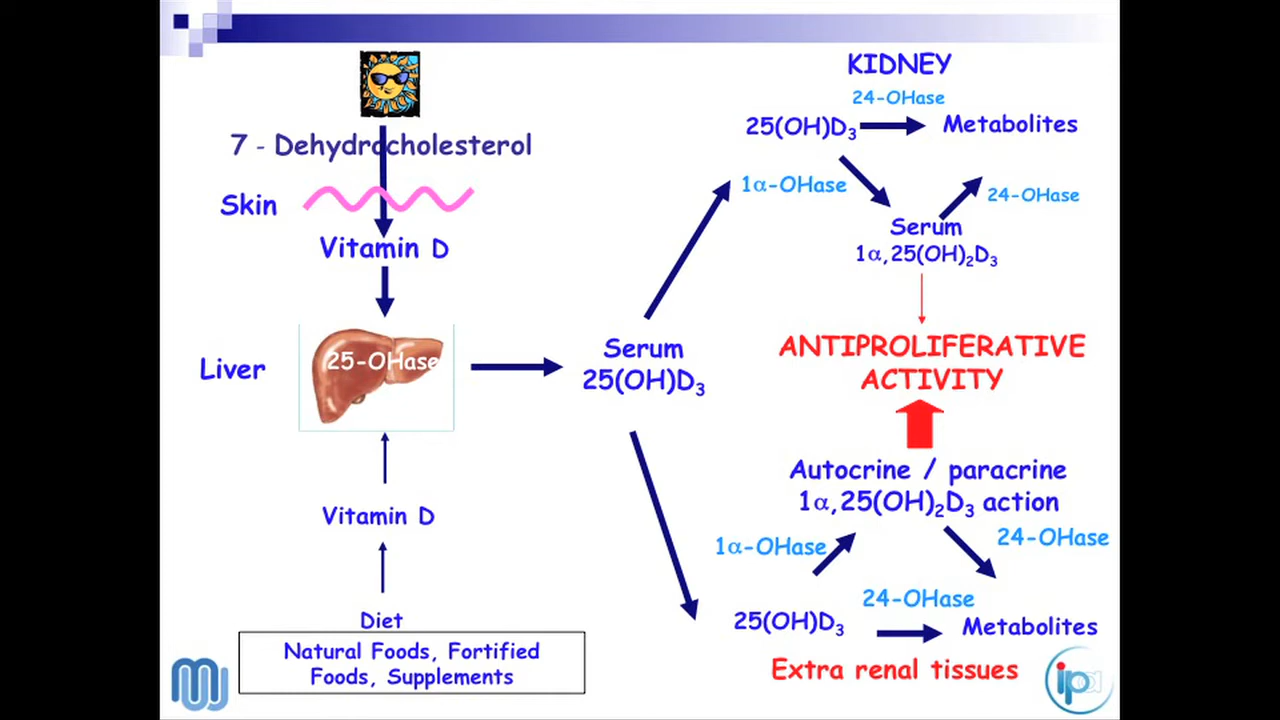 7 - Dehydrocholesterol
Skin
Vitamin D
Liver
25-OHase
Vitamin D
Diet
Natural Foods, Fortified
Foods, Supplements
Serum
25(OH)D₃
KIDNEY
24-OHase
25(OH)D₃
Metabolites
1α-OHase
24-OHase
Serum
1α,25(OH)₂D₃
ANTIPROLIFERATIVE
ACTIVITY
Autocrine / paracrine
1α,25(OH)₂D₃ action
1α-OHase
24-OHase
24-OHase
25(OH)D₃
Metabolites
Extra renal tissues